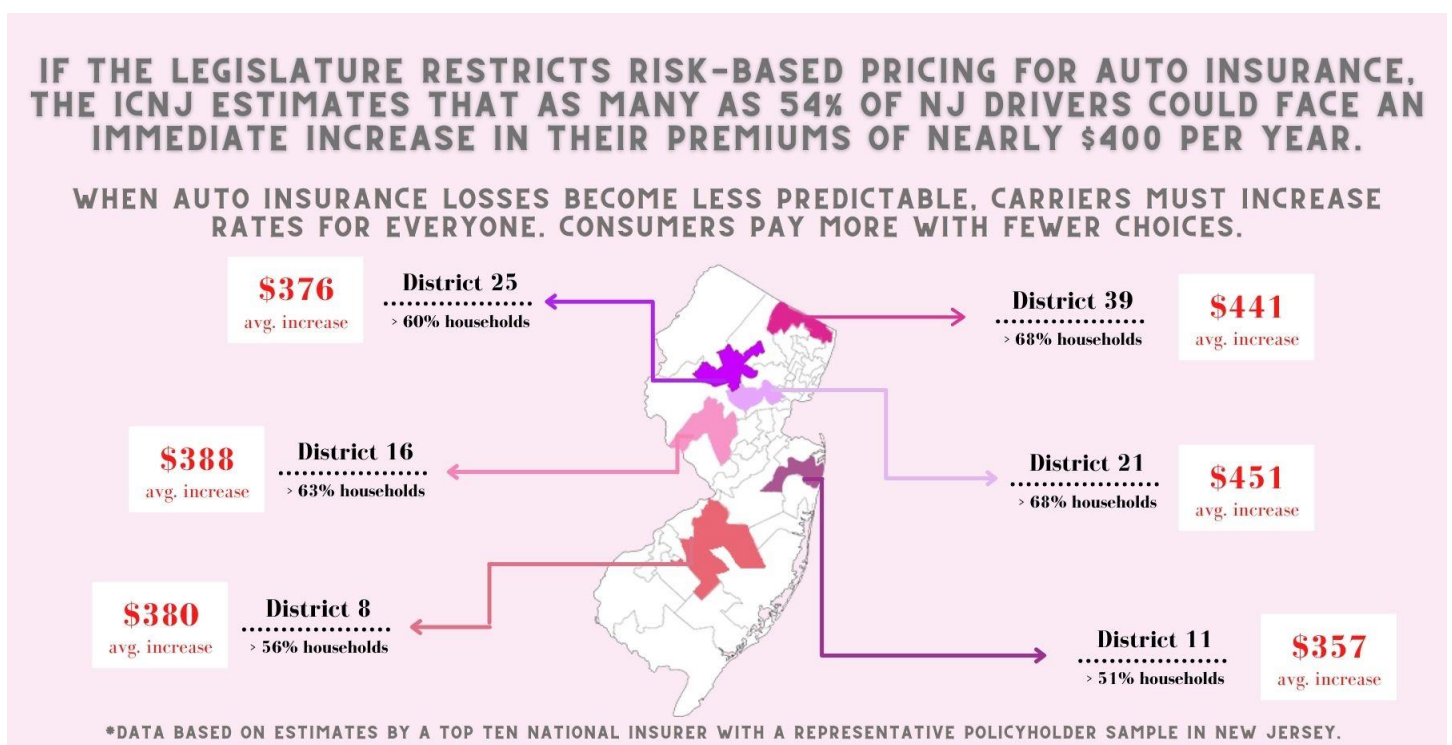 IF THE LEGISLATURE RESTRICTS RISK-BASED PRICING FOR AUTO INSURANCE,
THE ICNJ ESTIMATES THAT AS MANY AS 54% OF NJ DRIVERS COULD FACE AN
IMMEDIATE INCREASE IN THEIR PREMIUMS OF NEARLY $400 PER YEAR.
WHEN AUTO INSURANCE LOSSES BECOME LESS PREDICTABLE, CARRIERS MUST INCREASE
RATES FOR EVERYONE. CONSUMERS PAY MORE WITH FEWER CHOICES.
$376
avg. increase
District 25
> 60% households
District 39
> 68% households
$441
avg. increase
$388
avg. increase
District 16
> 63% households
District 21
> 68% households
$451
avg. increase
$380
avg. increase
District 8
> 56% households
District 11
> 51% households
$357
avg. increase
*DATA BASED ON ESTIMATES BY A TOP TEN NATIONAL INSURER WITH A REPRESENTATIVE POLICYHOLDER SAMPLE IN NEW JERSEY.